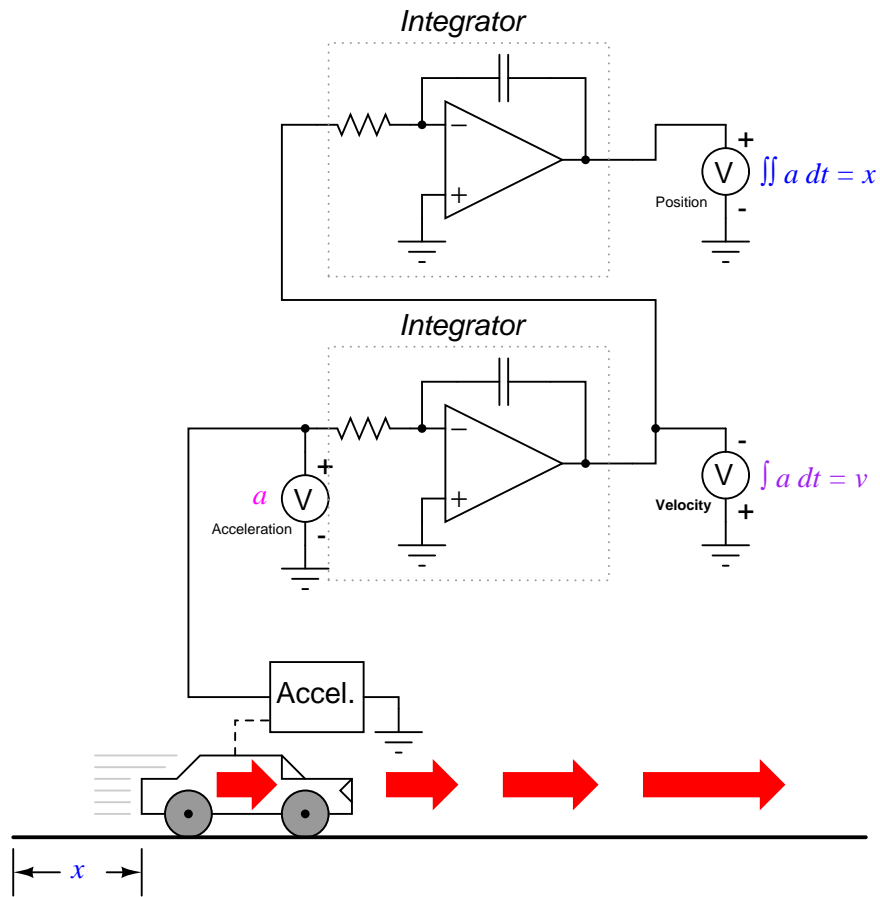 Integrator
−
+
+
V
∫∫ a dt = x
Position
-
Integrator
−
+
-
V
∫ a dt = v
Velocity
+
+
a
V
Acceleration
-
Accel.
x